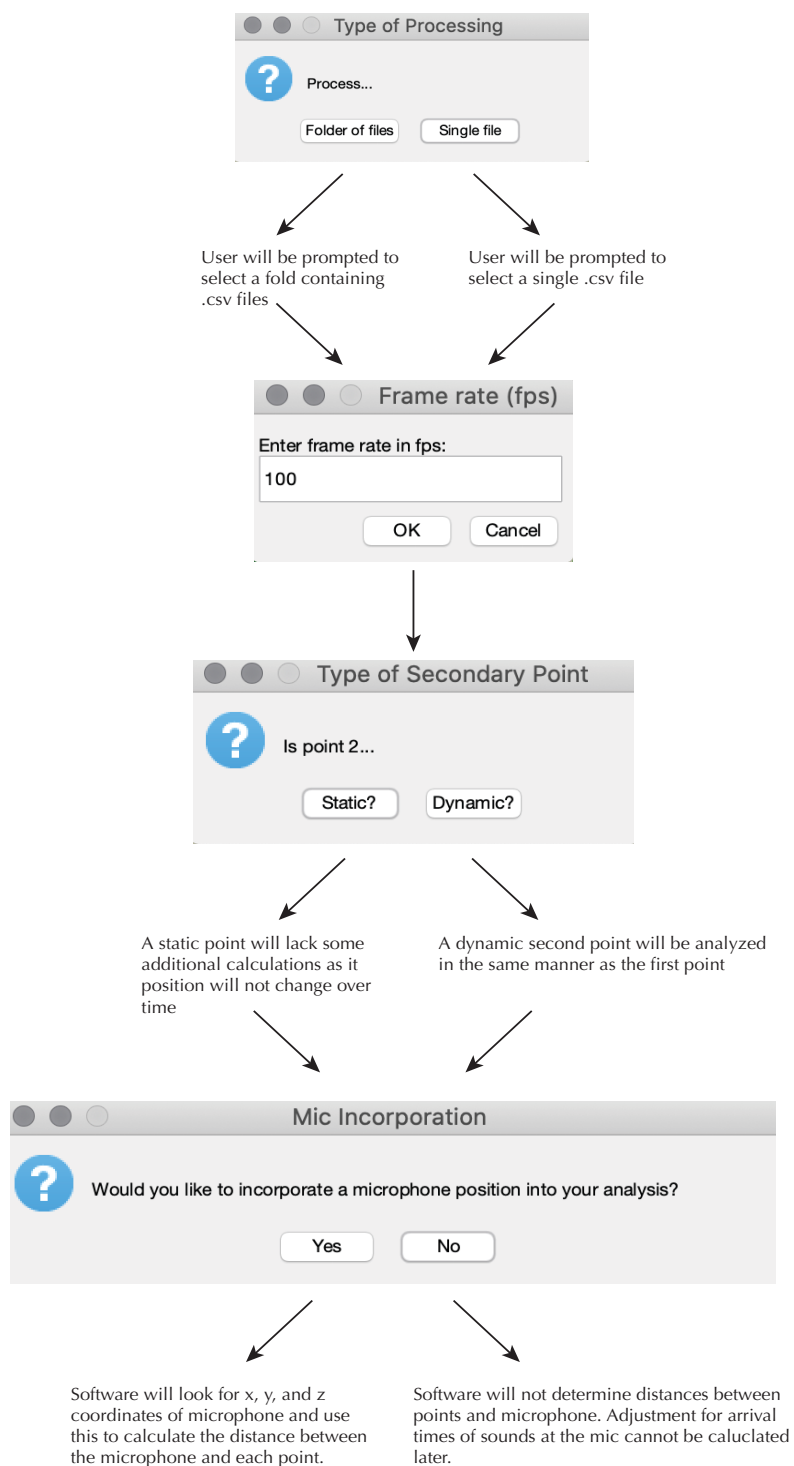 Type of Processing
?
Process...
Folder of files
Single file
User will be prompted to
select a fold containing
.csv files
User will be prompted to
select a single .csv file
Frame rate (fps)
Enter frame rate in fps:
100
OK
Cancel
Type of Secondary Point
?
Is point 2...
Static?
Dynamic?
A static point will lack some
additional calculations as it
position will not change over
time
A dynamic second point will be analyzed
in the same manner as the first point
Mic Incorporation
?
Would you like to incorporate a microphone position into your analysis?
Yes
No
Software will look for x, y, and z
coordinates of microphone and use
this to calculate the distance between
the microphone and each point.
Software will not determine distances between
points and microphone. Adjustment for arrival
times of sounds at the mic cannot be caluclated
later.